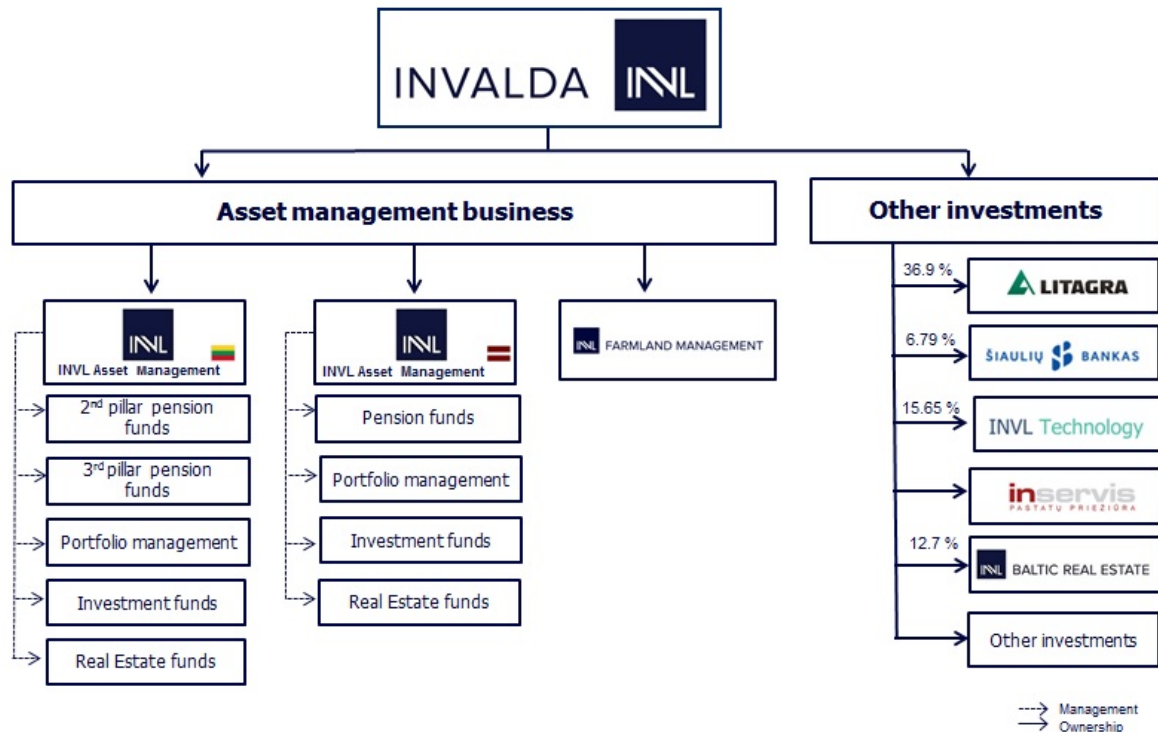 INVALDA INVL
Asset management business
Other investments
INVL
INVL Asset Management
2nd pillar pension
funds
3rd pillar pension
funds
Portfolio management
Investment funds
Real Estate funds
INVL
INVL Asset Management
Pension funds
Portfolio management
Investment funds
Real Estate funds
INVL FARMLAND MANAGEMENT
36.9 %
LITAGRA
6.79 %
ŠIAULIŲ BANKAS
15.65 %
INVL Technology
inservis
PASTATŲ PRIEŽIŪRA
12.7 %
INVL BALTIC REAL ESTATE
Other investments
Management
Ownership